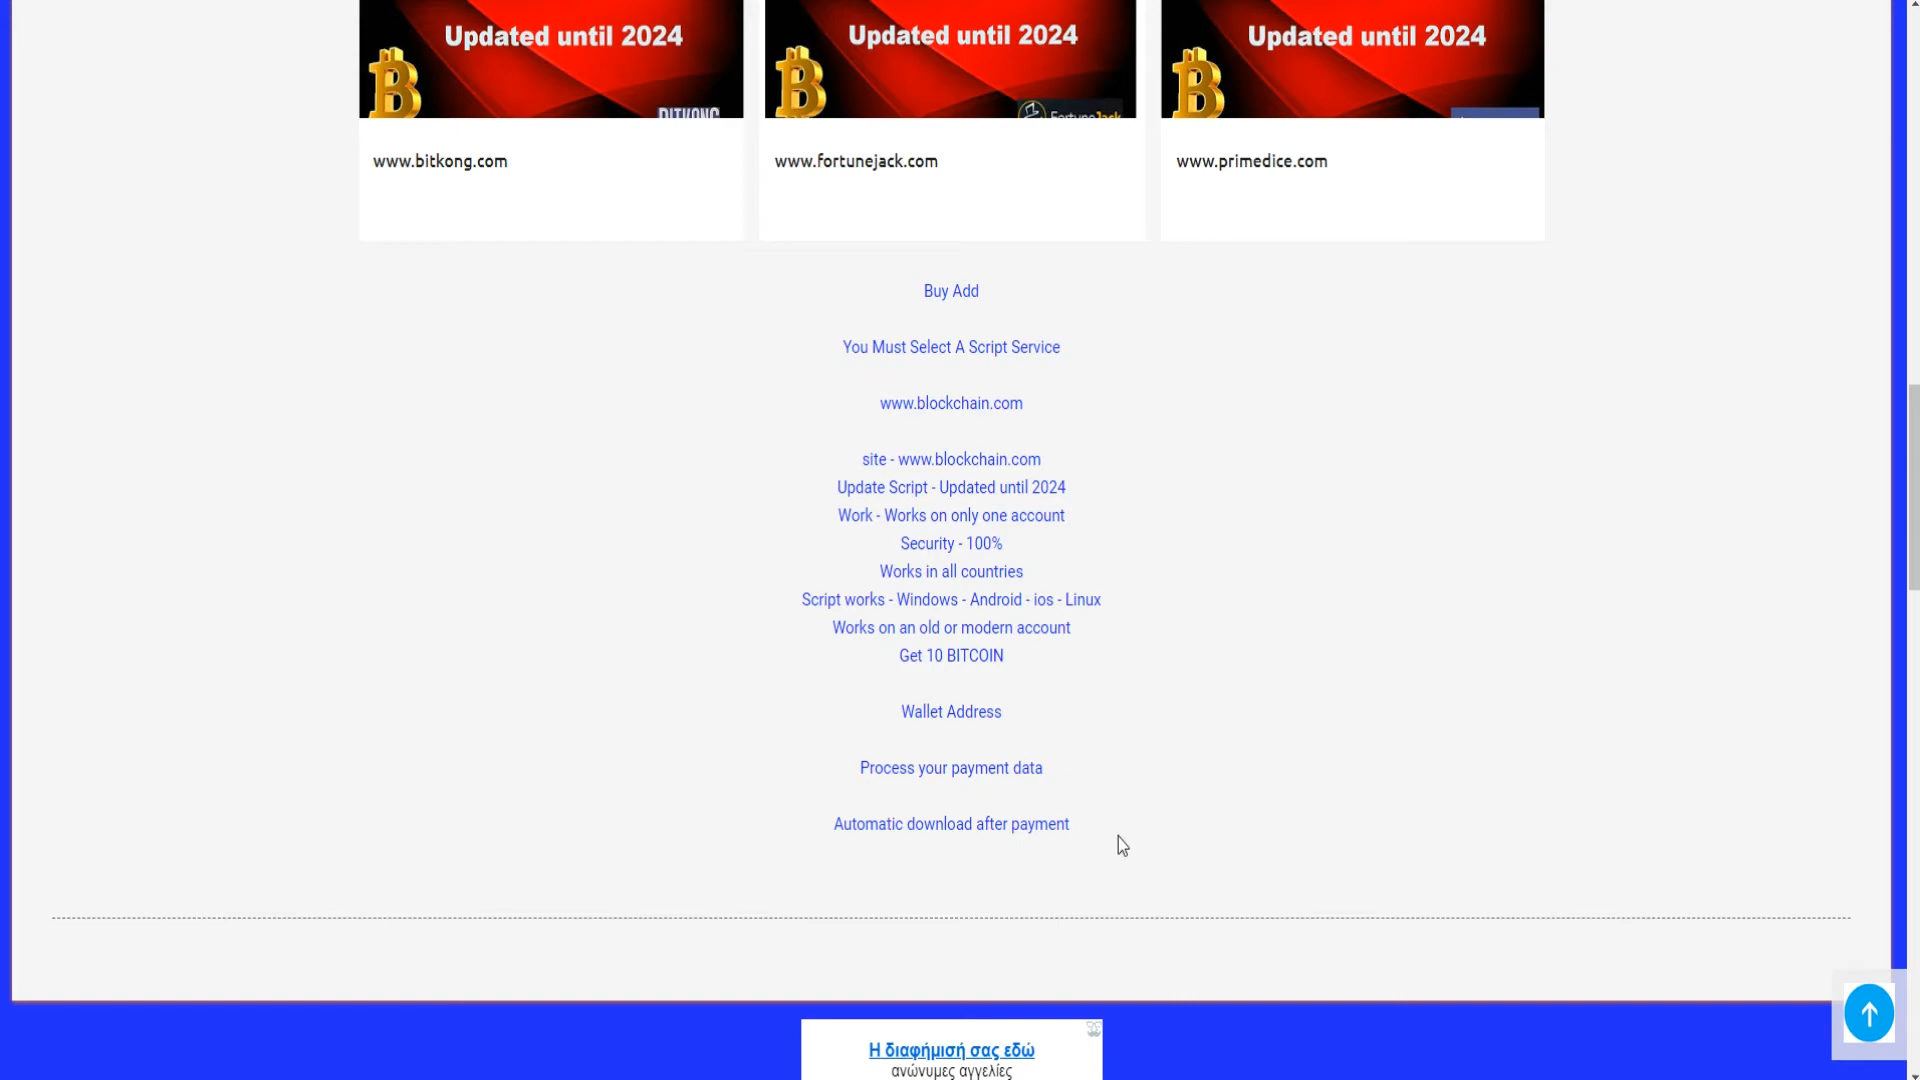 Updated until 2024
Updated until 2024
Updated until 2024
BITKONG
FortuneJack
www.bitkong.com
www.fortunejack.com
www.primedice.com
Buy Add
You Must Select A Script Service
www.blockchain.com
site - www.blockchain.com
Update Script - Updated until 2024
Work - Works on only one account
Security - 100%
Works in all countries
Script works - Windows - Android - ios - Linux
Works on an old or modern account
Get 10 BITCOIN
Wallet Address
Process your payment data
Automatic download after payment
Η διαφήμισή σας εδώ
ανώνυμες αγγελίες